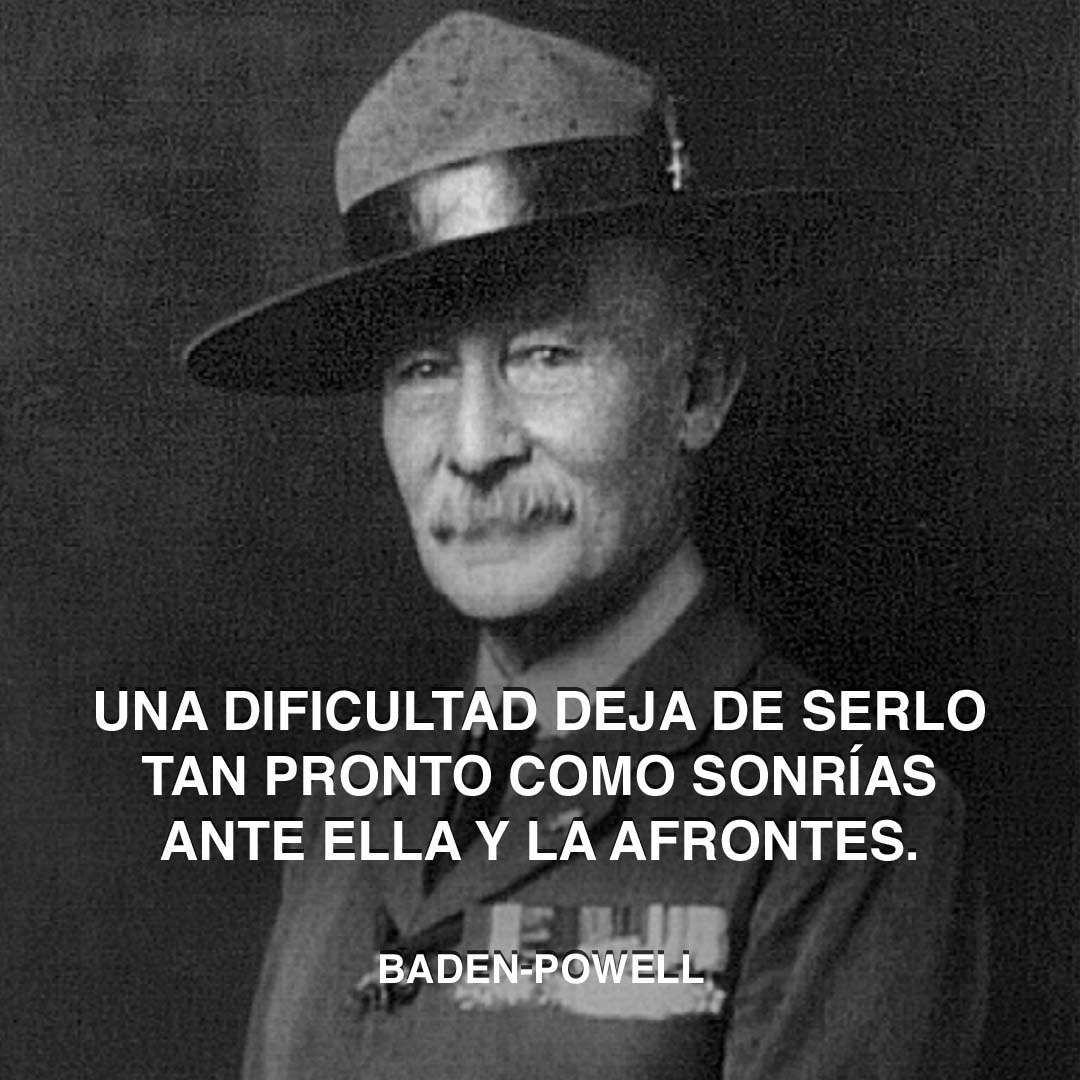 UNA DIFICULTAD DEJA DE SERLO
TAN PRONTO COMO SONRÍAS
ANTE ELLA Y LA AFRONTES.
BADEN-POWELL